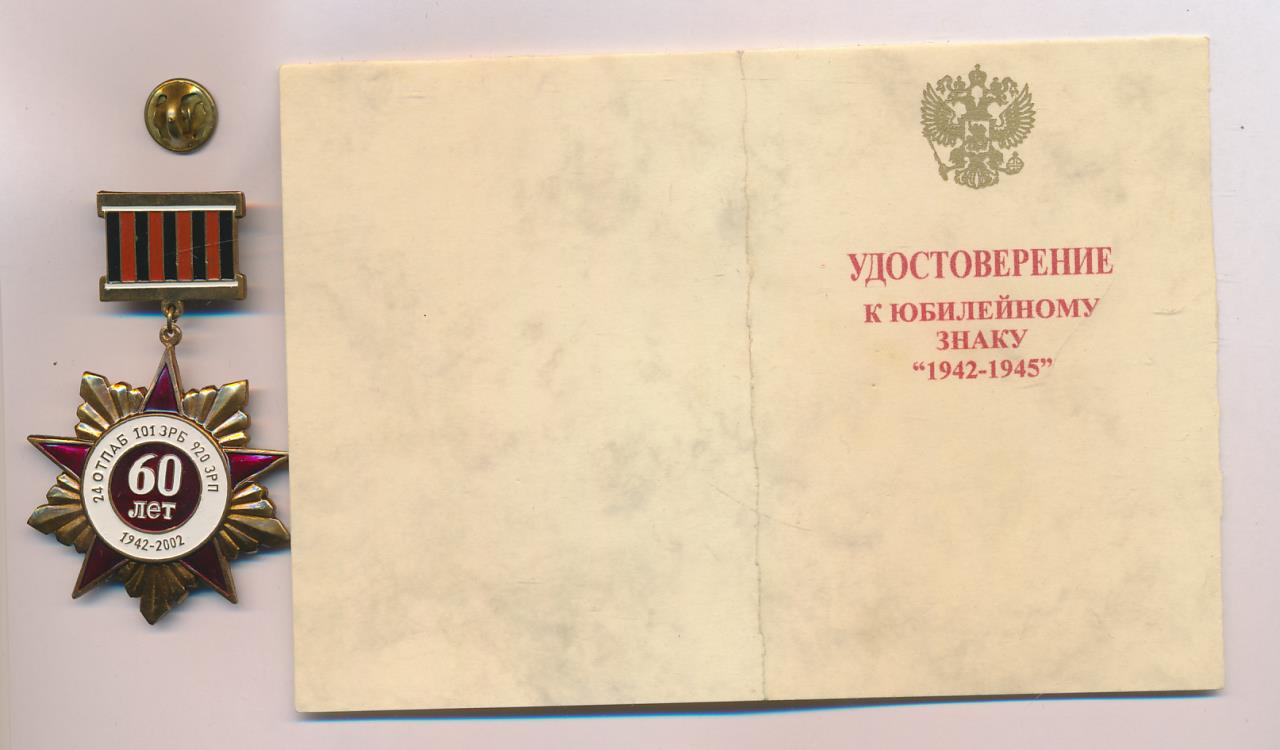 24 ОТПАБ 101 ЗРБ 920 ЗРП
60
лет
1942-2002
УДОСТОВЕРЕНИЕ
К ЮБИЛЕЙНОМУ
ЗНАКУ
“1942-1945”